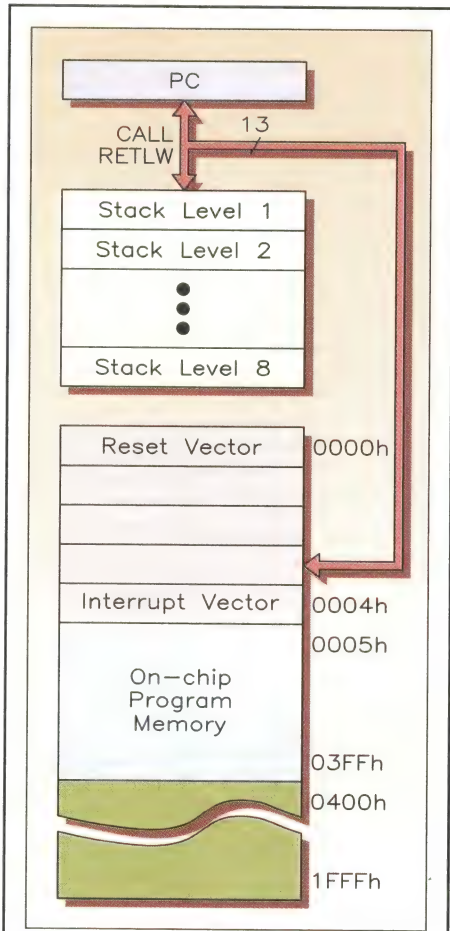 PC
CALL
RETLW
13
Stack Level 1
Stack Level 2
Stack Level 8
Reset Vector
0000h
Interrupt Vector
0004h
0005h
On-chip
Program
Memory
03FFh
0400h
1FFFh